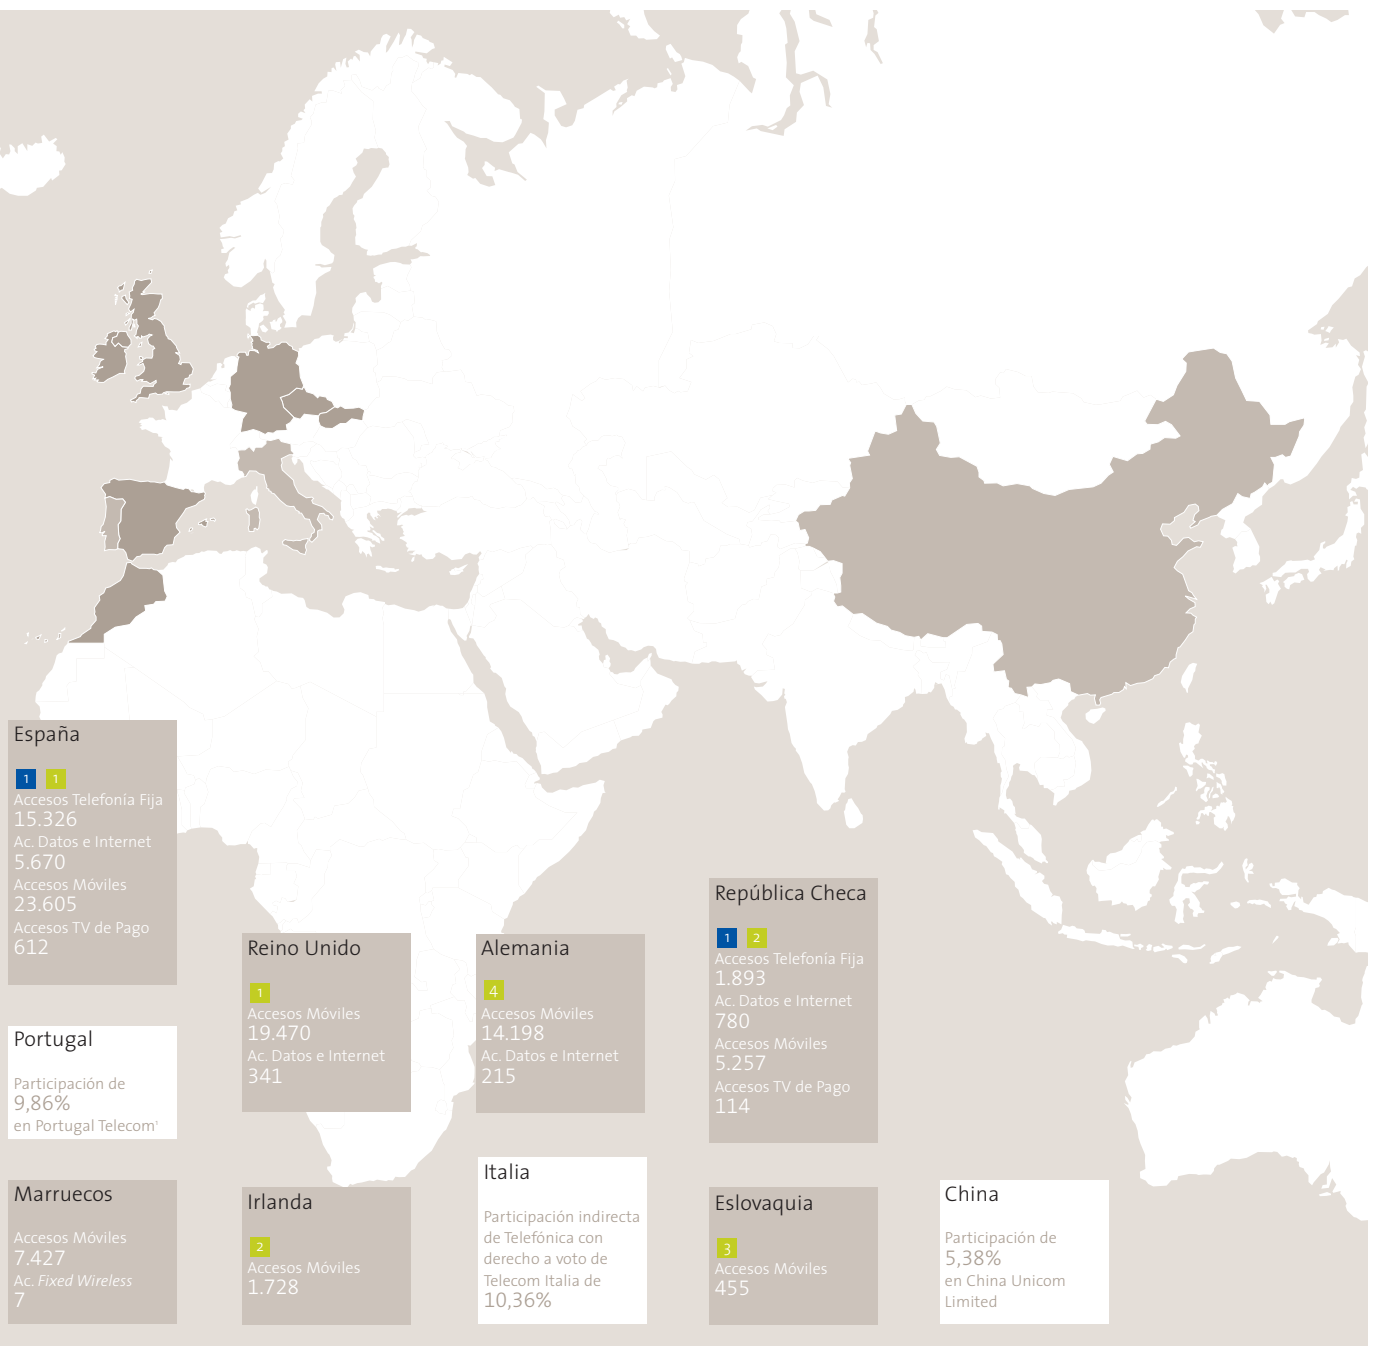 España
1 1
Accesos Telefonía Fija
15.326
Ac. Datos e Internet
5.670
Accesos Móviles
23.605
Accesos TV de Pago
612
Portugal
Participación de
9,86%
en Portugal Telecom¹
Marruecos
Accesos Móviles
7.427
Ac. Fixed Wireless
7
Reino Unido
1
Accesos Móviles
19.470
Ac. Datos e Internet
341
Irlanda
2
Accesos Móviles
1.728
Alemania
4
Accesos Móviles
14.198
Ac. Datos e Internet
215
Italia
Participación indirecta
de Telefónica con
derecho a voto de
Telecom Italia de
10,36%
República Checa
1 2
Accesos Telefonía Fija
1.893
Ac. Datos e Internet
780
Accesos Móviles
5.257
Accesos TV de Pago
114
Eslovaquia
3
Accesos Móviles
455
China
Participación de
5,38%
en China Unicom
Limited